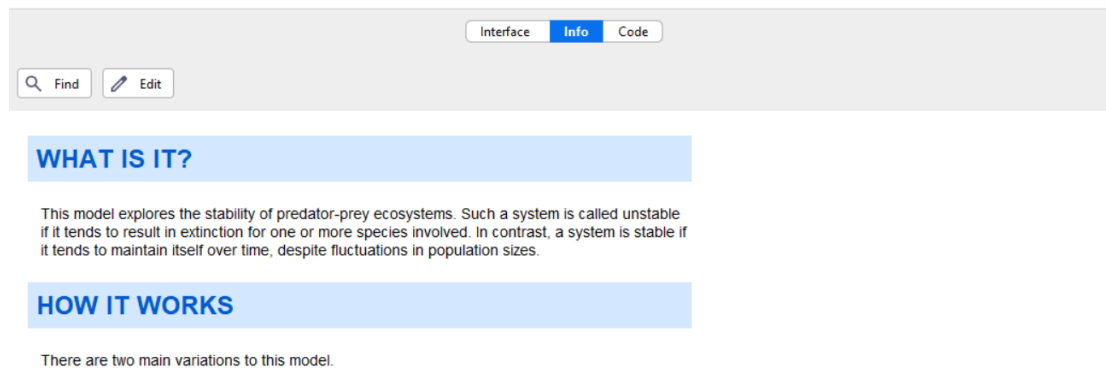 Interface Info Code
Find Edit
WHAT IS IT?
This model explores the stability of predator-prey ecosystems. Such a system is called unstable
if it tends to result in extinction for one or more species involved. In contrast, a system is stable if
it tends to maintain itself over time, despite fluctuations in population sizes.
HOW IT WORKS
There are two main variations to this model.